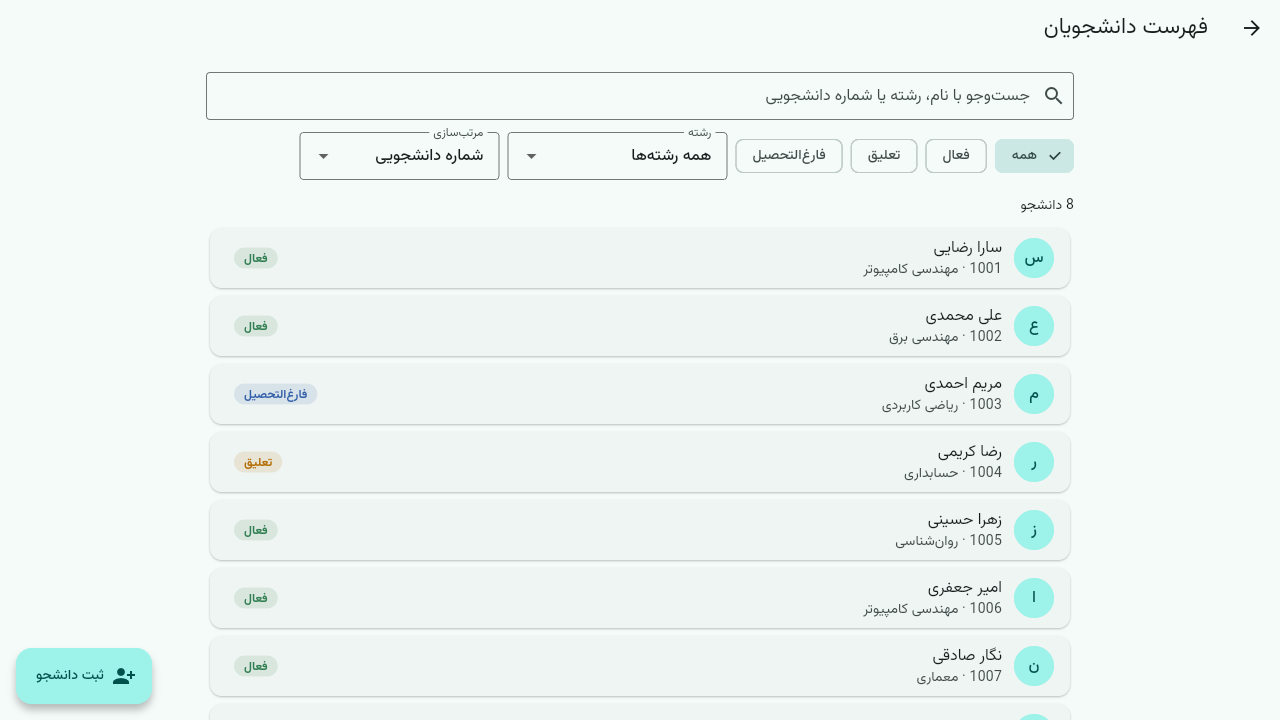 فهرست دانشجویان
جست‌وجو با نام، رشته یا شماره دانشجویی
همه
فعال
تعلیق
فارغ‌التحصیل
رشته
همه رشته‌ها
مرتب‌سازی
شماره دانشجویی
8 دانشجو
س
سارا رضایی
1001 · مهندسی کامپیوتر
فعال
ع
علی محمدی
1002 · مهندسی برق
فعال
م
مریم احمدی
1003 · ریاضی کاربردی
فارغ‌التحصیل
ر
رضا کریمی
1004 · حسابداری
تعلیق
ز
زهرا حسینی
1005 · روان‌شناسی
فعال
ا
امیر جعفری
1006 · مهندسی کامپیوتر
فعال
ن
نگار صادقی
1007 · معماری
فعال
ثبت دانشجو